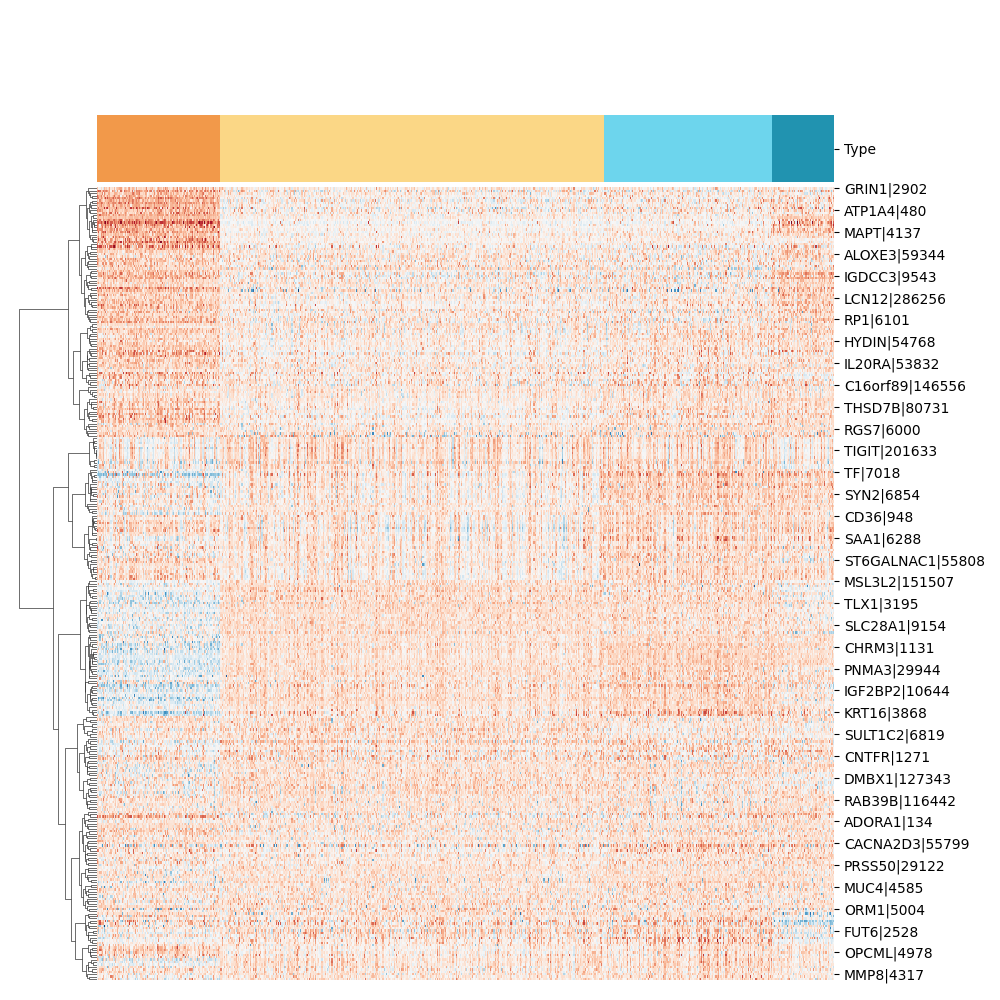 Type
GRIN1|2902
ATP1A4|480
MAPT|4137
ALOXE3|59344
IGDCC3|9543
LCN12|286256
RP1|6101
HYDIN|54768
IL20RA|53832
C16orf89|146556
THSD7B|80731
RGS7|6000
TIGIT|201633
TF|7018
SYN2|6854
CD36|948
SAA1|6288
ST6GALNAC1|55808
MSL3L2|151507
TLX1|3195
SLC28A1|9154
CHRM3|1131
PNMA3|29944
IGF2BP2|10644
KRT16|3868
SULT1C2|6819
CNTFR|1271
DMBX1|127343
RAB39B|116442
ADORA1|134
CACNA2D3|55799
PRSS50|29122
MUC4|4585
ORM1|5004
FUT6|2528
OPCML|4978
MMP8|4317